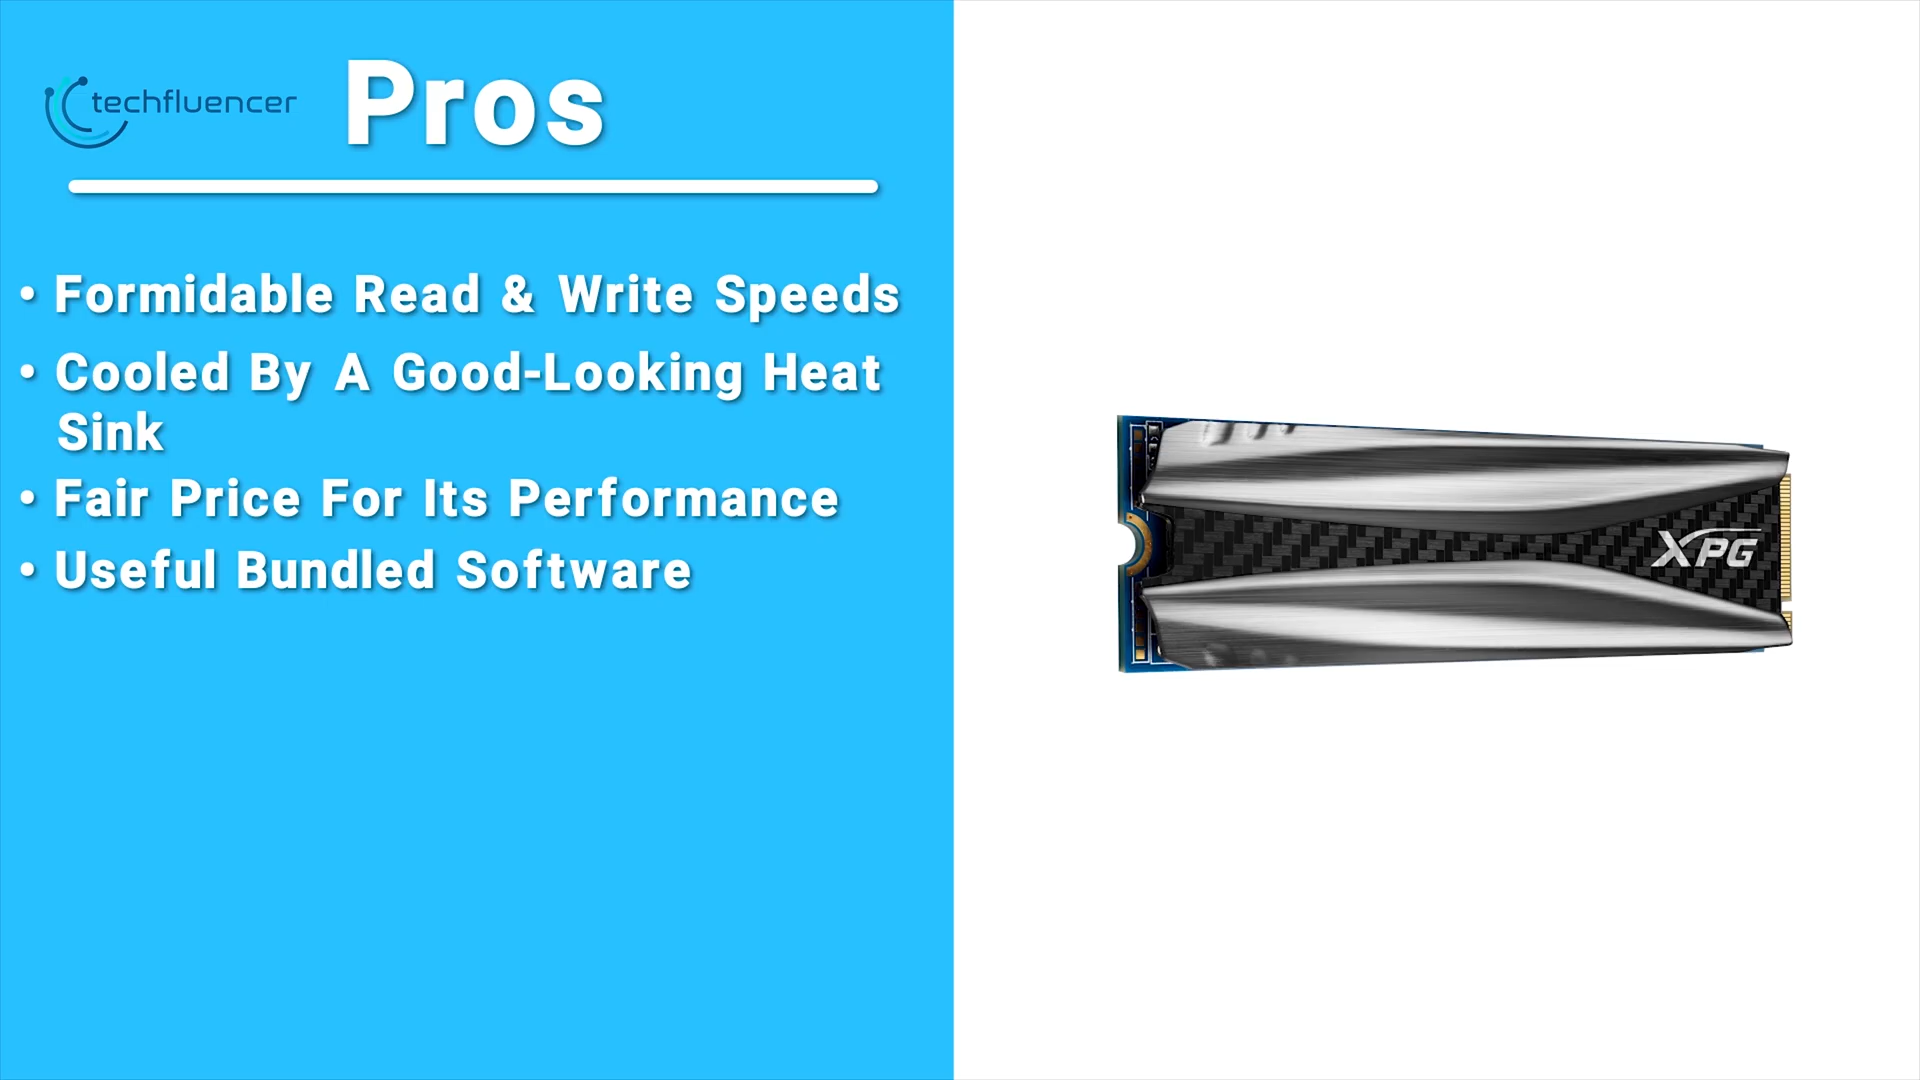 techfluencer
Pros
• Formidable Read & Write Speeds
• Cooled By A Good-Looking Heat
Sink
• Fair Price For Its Performance
• Useful Bundled Software
XPG